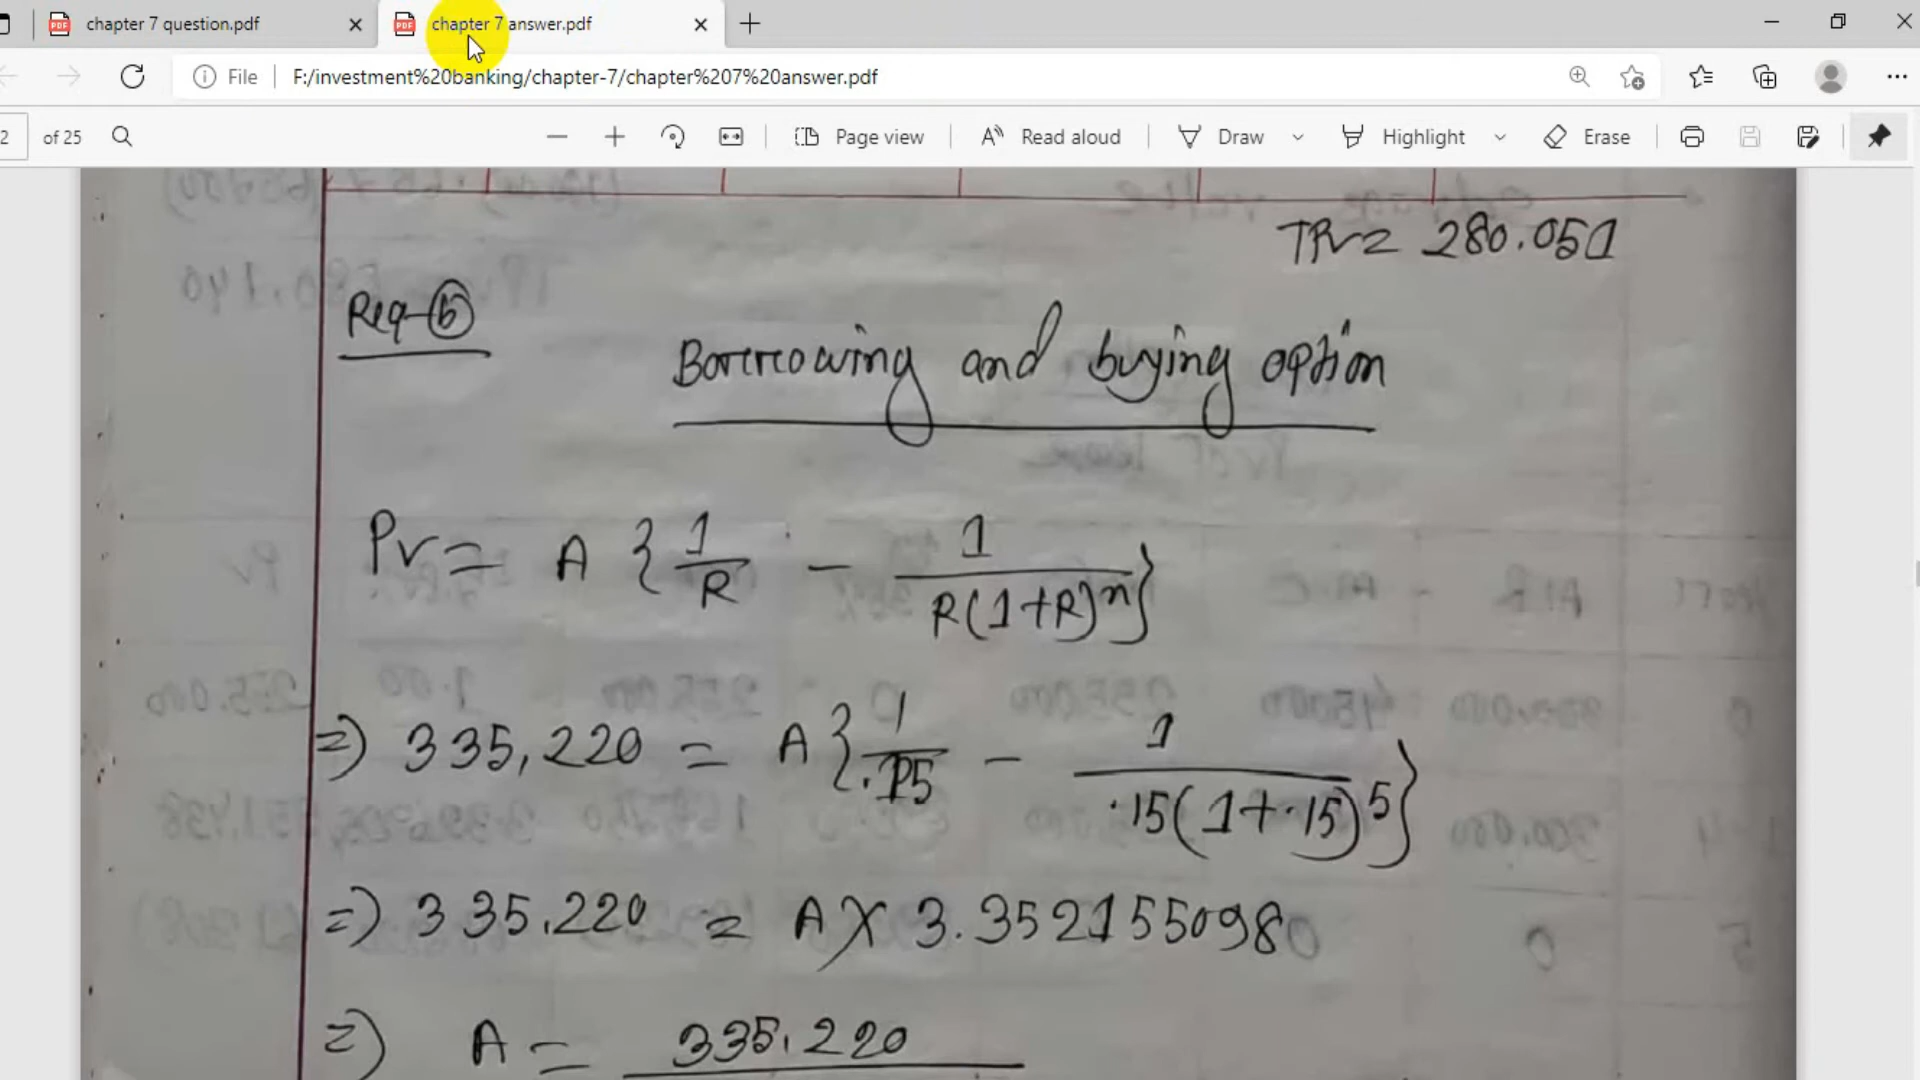 chapter 7 question.pdf
chapter 7 answer.pdf
File
F:/investment%20banking/chapter-7/chapter%207%20answer.pdf
2 of 25
Page view
Read aloud
Draw
Highlight
Erase
TPV = 280.051
Req-(b)
Borrowing and buying option
PV = A {1/R - 1/R(1+R)^n}
=) 335,220 = A {1/.15 - 1/.15(1+.15)^5}
=) 335,220 = A X 3.352155098
=) A = 335,220